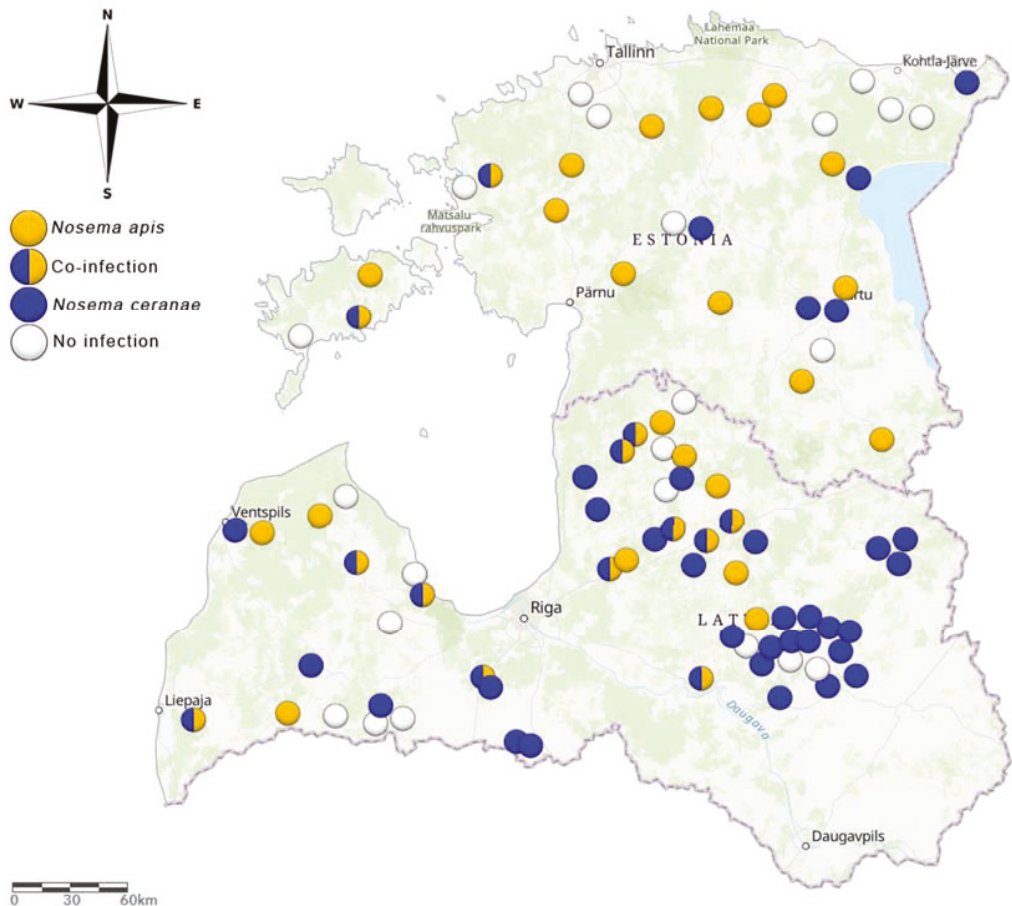 N
Lahemaa
National Park
Tallinn
Kohtla-Järve
W
E
S
Nosema apis
Co-infection
Nosema ceranae
No infection
Matsalu
rahvuspark
ESTONIA
Pärnu
Ventspils
Riga
LAT
Liepaja
Daugava
Daugavpils
0 30 60km